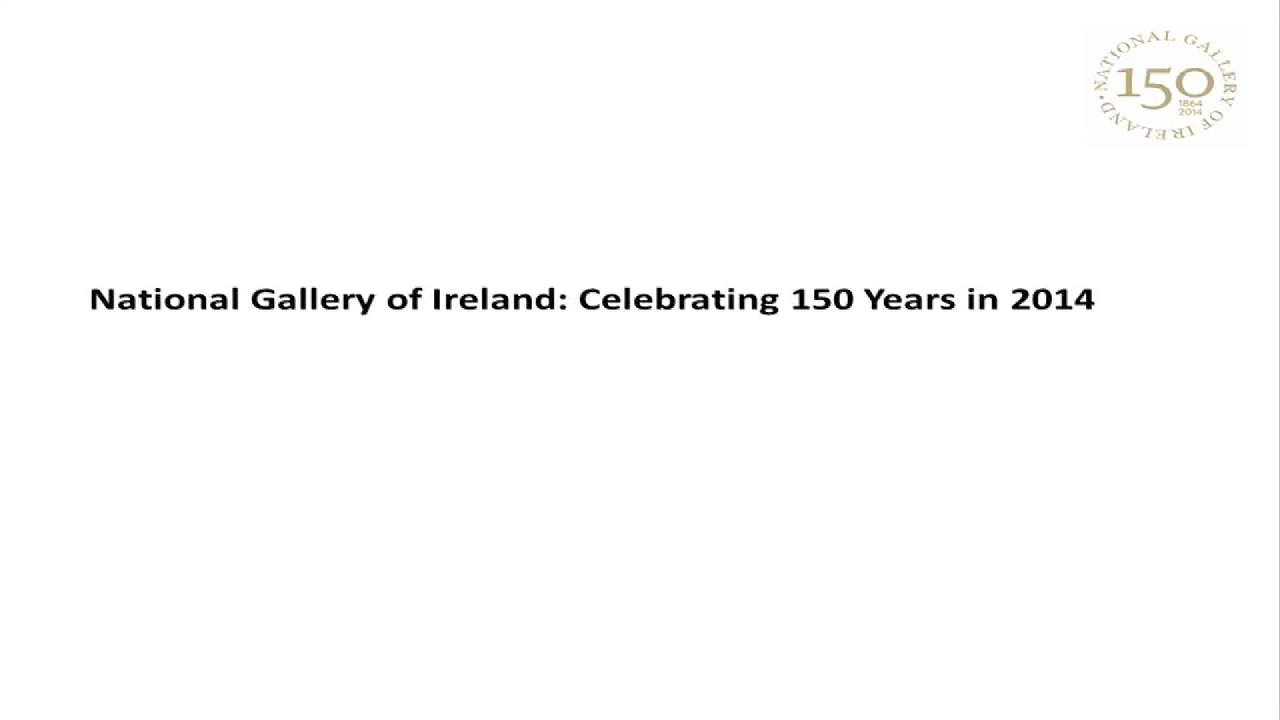 NATIONAL GALLERY OF IRELAND
150
1864
2014
National Gallery of Ireland: Celebrating 150 Years in 2014